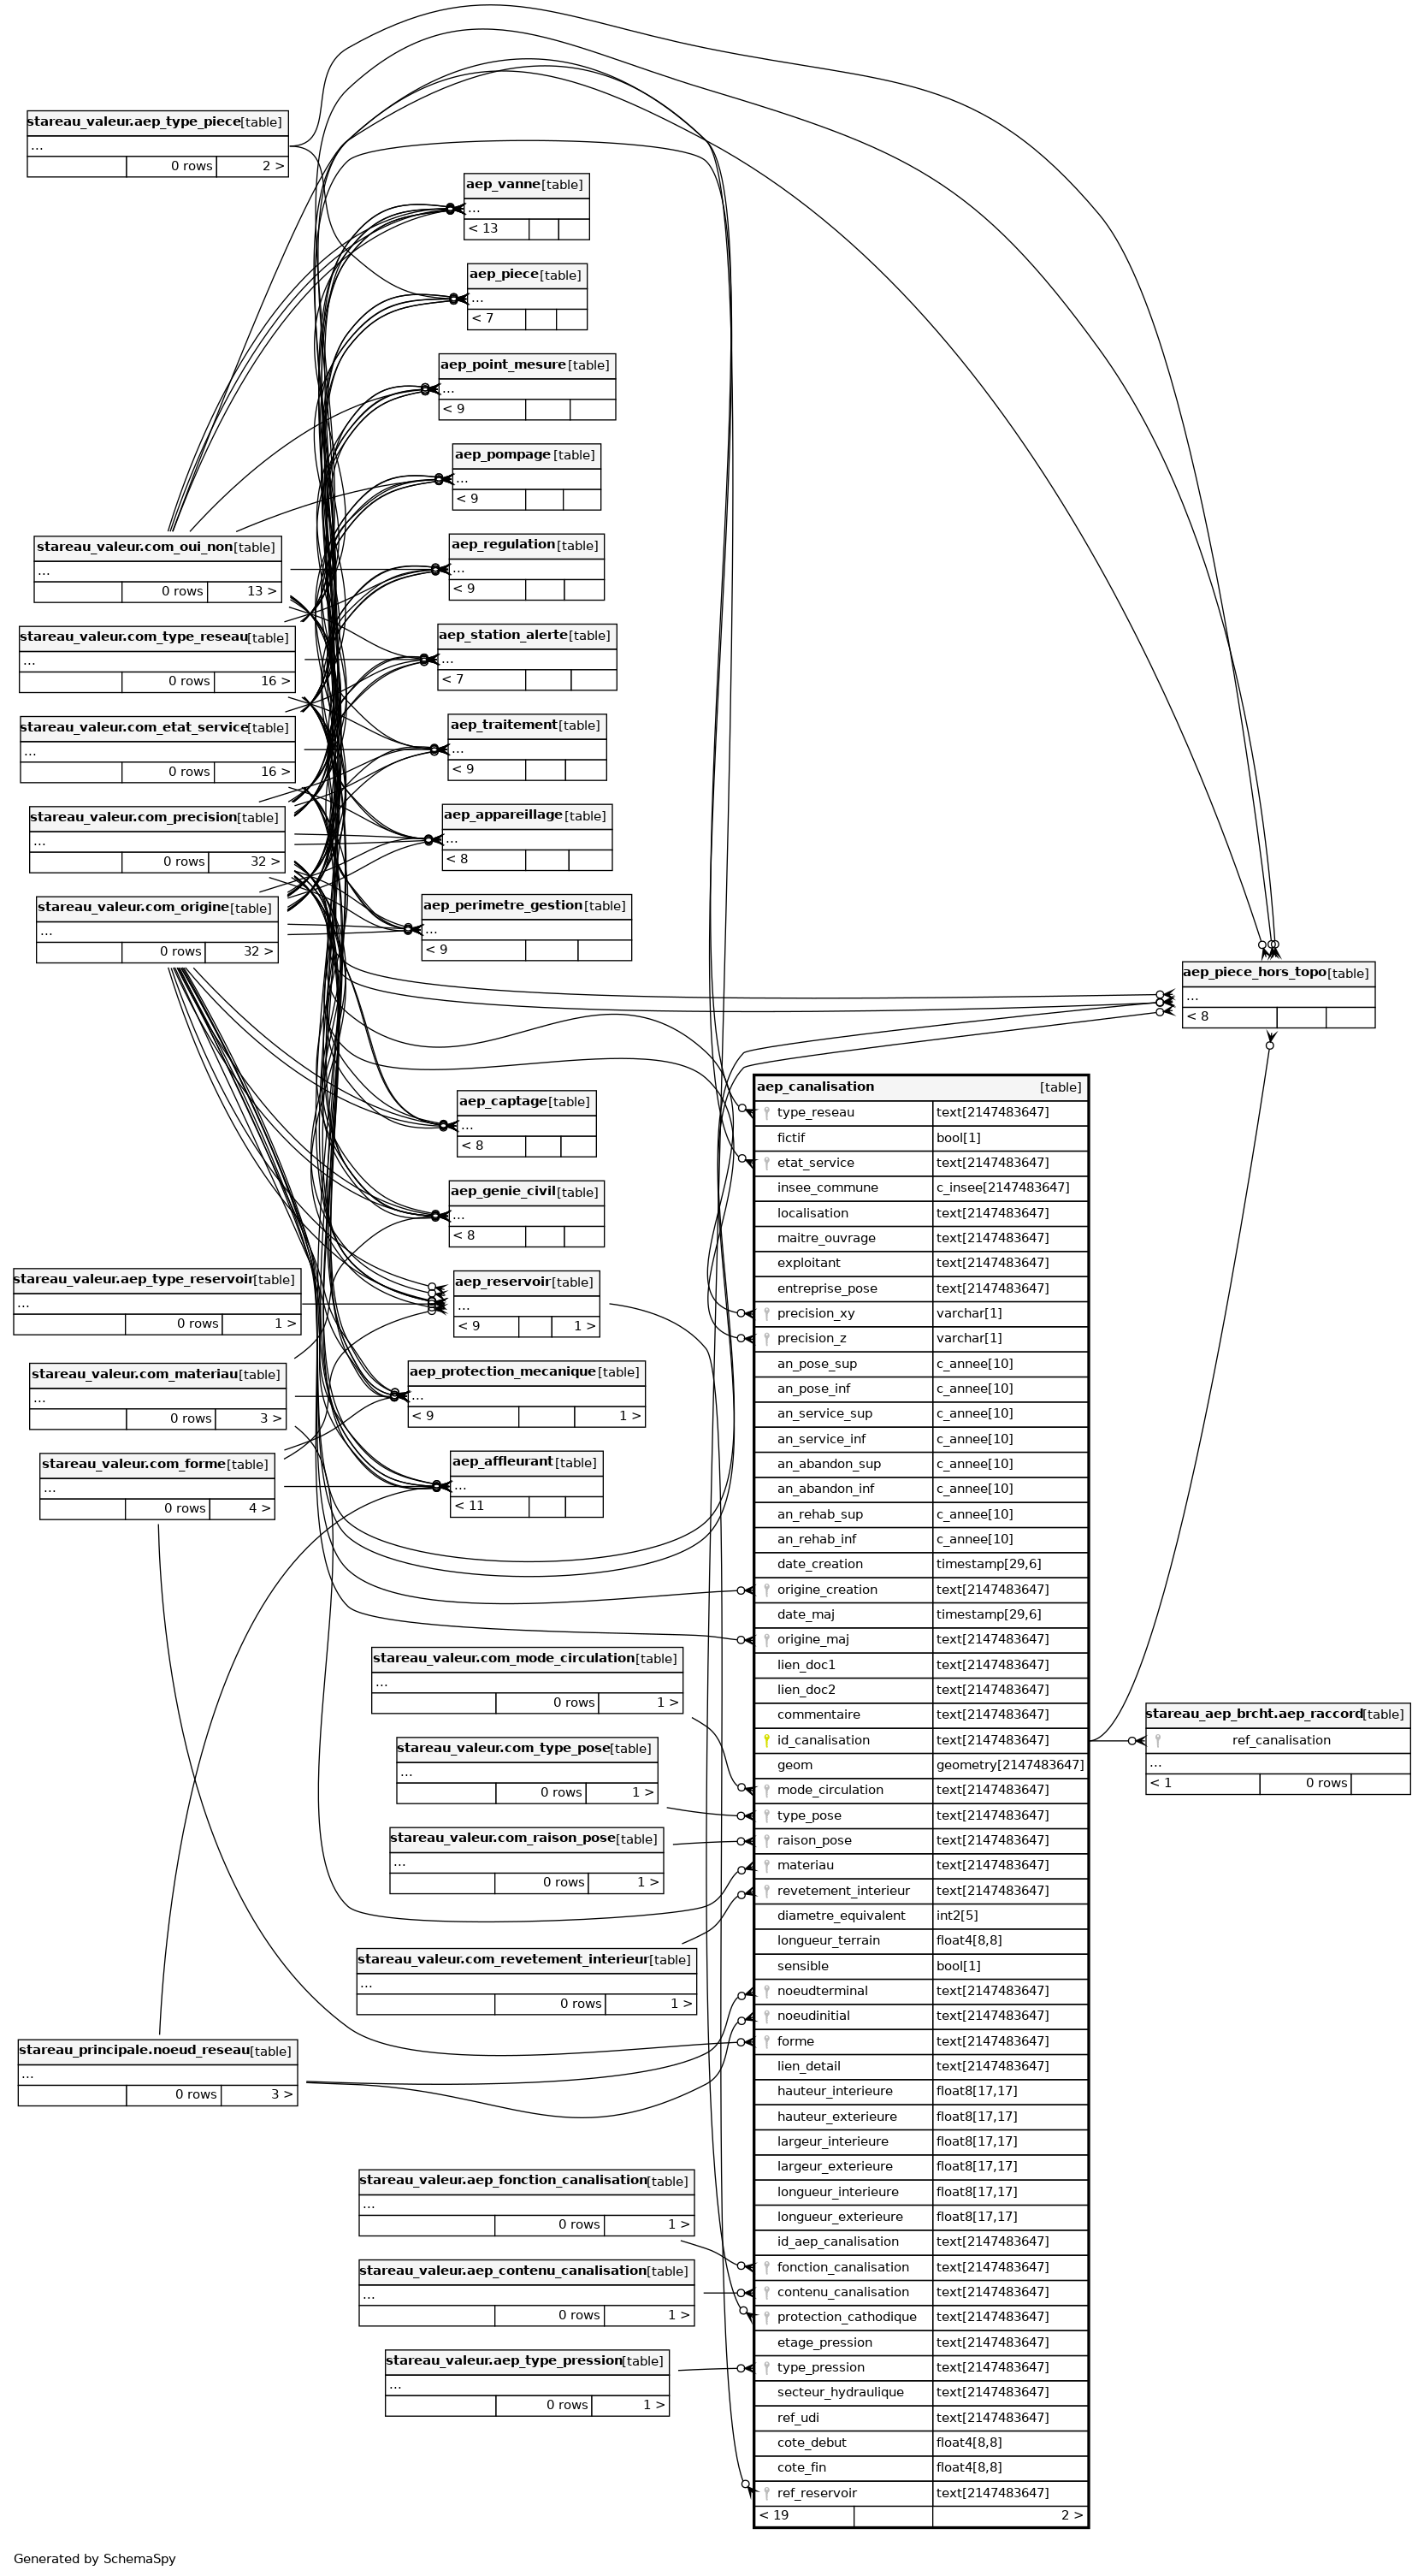 stareau_valeur.aep_type_piece [table]
...
0 rows 2 >
aep_vanne [table]
...
< 13
aep_piece [table]
...
< 7
aep_point_mesure [table]
...
< 9
aep_pompage [table]
...
< 9
aep_regulation [table]
...
< 9
aep_station_alerte [table]
...
< 7
aep_traitement [table]
...
< 9
aep_appareillage [table]
...
< 8
aep_perimetre_gestion [table]
...
< 9
stareau_valeur.com_oui_non [table]
...
0 rows 13 >
stareau_valeur.com_type_reseau [table]
...
0 rows 16 >
stareau_valeur.com_etat_service [table]
...
0 rows 16 >
stareau_valeur.com_precision [table]
...
0 rows 32 >
stareau_valeur.com_origine [table]
...
0 rows 32 >
aep_piece_hors_topo [table]
...
< 8
aep_captage [table]
...
< 8
aep_genie_civil [table]
...
< 8
aep_reservoir [table]
...
< 9 1 >
aep_protection_mecanique [table]
...
< 9 1 >
aep_affleurant [table]
...
< 11
stareau_valeur.aep_type_reservoir [table]
...
0 rows 1 >
stareau_valeur.com_materiau [table]
...
0 rows 3 >
stareau_valeur.com_forme [table]
...
0 rows 4 >
stareau_valeur.com_mode_circulation [table]
...
0 rows 1 >
stareau_valeur.com_type_pose [table]
...
0 rows 1 >
stareau_valeur.com_raison_pose [table]
...
0 rows 1 >
stareau_valeur.com_revetement_interieur [table]
...
0 rows 1 >
stareau_principale.noeud_reseau [table]
...
0 rows 3 >
stareau_valeur.aep_fonction_canalisation [table]
...
0 rows 1 >
stareau_valeur.aep_contenu_canalisation [table]
...
0 rows 1 >
stareau_valeur.aep_type_pression [table]
...
0 rows 1 >
aep_canalisation [table]
type_reseau text[2147483647]
fictif bool[1]
etat_service text[2147483647]
insee_commune c_insee[2147483647]
localisation text[2147483647]
maitre_ouvrage text[2147483647]
exploitant text[2147483647]
entreprise_pose text[2147483647]
precision_xy varchar[1]
precision_z varchar[1]
an_pose_sup c_annee[10]
an_pose_inf c_annee[10]
an_service_sup c_annee[10]
an_service_inf c_annee[10]
an_abandon_sup c_annee[10]
an_abandon_inf c_annee[10]
an_rehab_sup c_annee[10]
an_rehab_inf c_annee[10]
date_creation timestamp[29,6]
origine_creation text[2147483647]
date_maj timestamp[29,6]
origine_maj text[2147483647]
lien_doc1 text[2147483647]
lien_doc2 text[2147483647]
commentaire text[2147483647]
id_canalisation text[2147483647]
geom geometry[2147483647]
mode_circulation text[2147483647]
type_pose text[2147483647]
raison_pose text[2147483647]
materiau text[2147483647]
revetement_interieur text[2147483647]
diametre_equivalent int2[5]
longueur_terrain float4[8,8]
sensible bool[1]
noeudterminal text[2147483647]
noeudinitial text[2147483647]
forme text[2147483647]
lien_detail text[2147483647]
hauteur_interieure float8[17,17]
hauteur_exterieure float8[17,17]
largeur_interieure float8[17,17]
largeur_exterieure float8[17,17]
longueur_interieure float8[17,17]
longueur_exterieure float8[17,17]
id_aep_canalisation text[2147483647]
fonction_canalisation text[2147483647]
contenu_canalisation text[2147483647]
protection_cathodique text[2147483647]
etage_pression text[2147483647]
type_pression text[2147483647]
secteur_hydraulique text[2147483647]
ref_udi text[2147483647]
cote_debut float4[8,8]
cote_fin float4[8,8]
ref_reservoir text[2147483647]
< 19 2 >
stareau_aep_brcht.aep_raccord [table]
ref_canalisation
...
< 1 0 rows
Generated by SchemaSpy